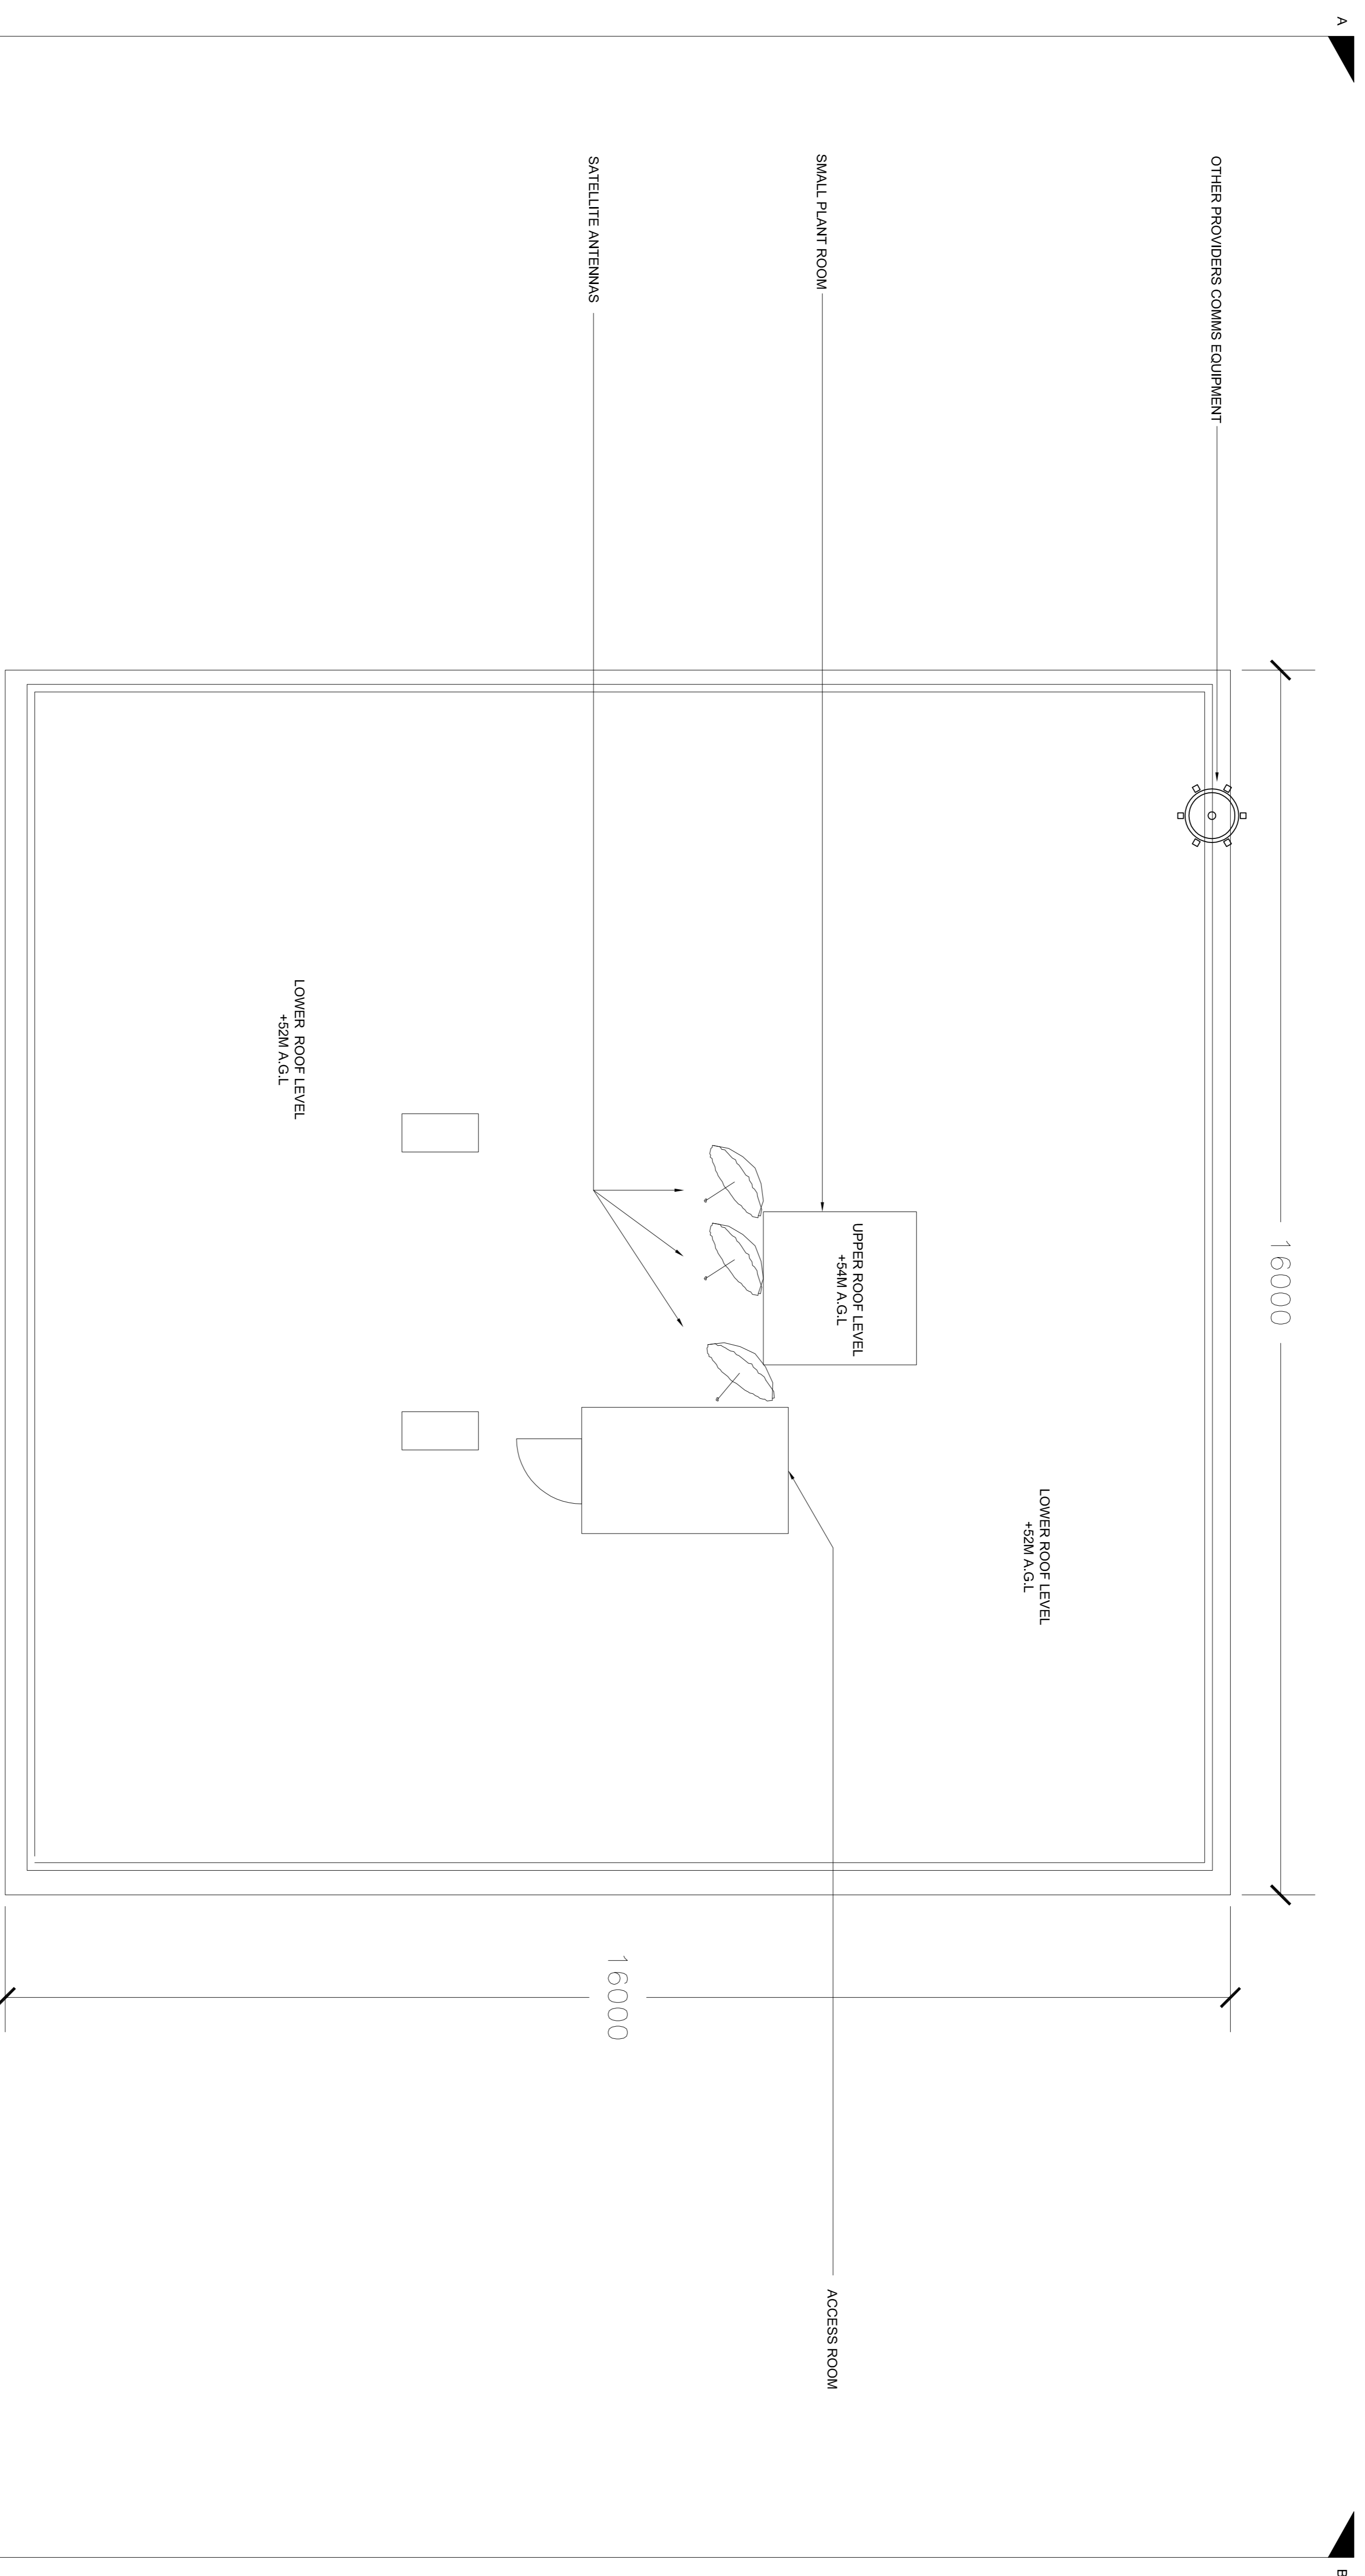 A
B
16000
OTHER PROVIDERS COMMS EQUIPMENT
LOWER ROOF LEVEL
+52M A.G.L
UPPER ROOF LEVEL
+54M A.G.L
SMALL PLANT ROOM
ACCESS ROOM
16000
SATELLITE ANTENNAS
LOWER ROOF LEVEL
+52M A.G.L